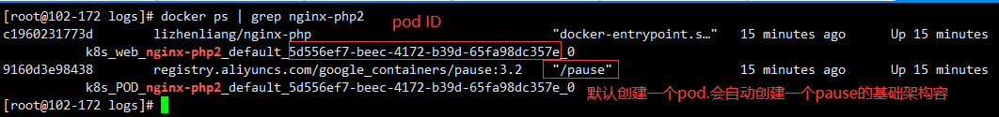 [root@102-172 logs]# docker ps | grep nginx-php2
pod ID
c1960231773d lizhenliang/nginx-php "docker-entrypoint.s…" 15 minutes ago Up 15 minutes
k8s_web_nginx-php2_default_5d556ef7-beec-4172-b39d-65fa98dc357e_0
9160d3e98438 registry.aliyuncs.com/google_containers/pause:3.2 "/pause" 15 minutes ago Up 15 minutes
k8s_POD_nginx-php2_default_5d556ef7-beec-4172-b39d-65fa98dc357e_0
默认创建一个pod.会自动创建一个pause的基础架构容
[root@102-172 logs]#